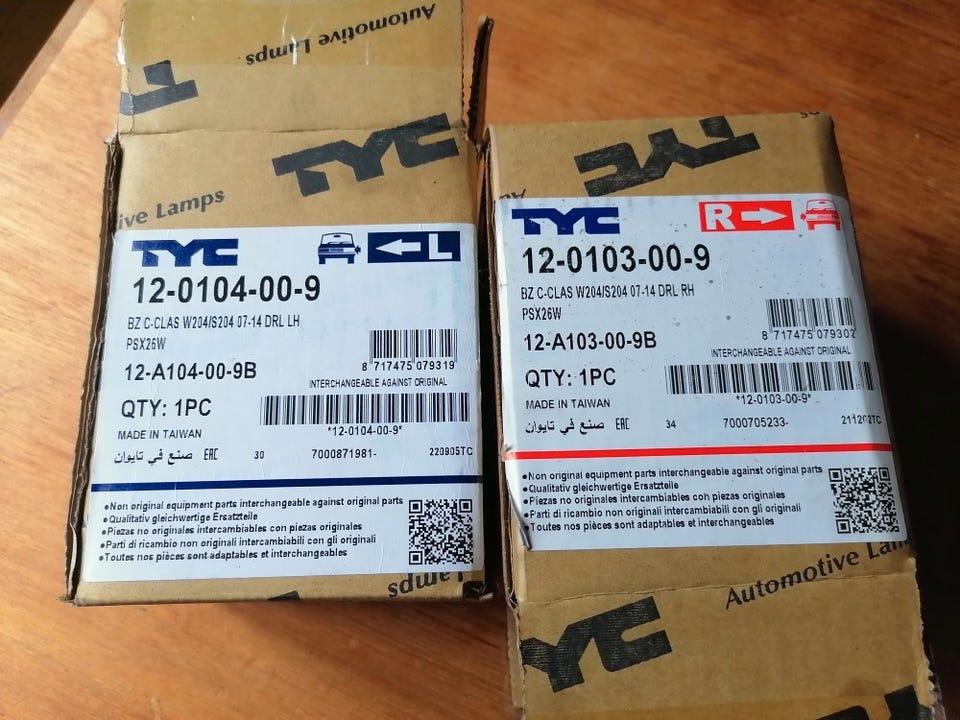 Automotive Lamps
T
TYC
ive Lamps
TYC
L
12-0104-00-9
BZ C-CLAS W204/S204 07-14 DRL LH
PSX26W
12-A104-00-9B
8 717475 079319
INTERCHANGEABLE AGAINST ORIGINAL
QTY: 1PC
MADE IN TAIWAN
*12-0104-00-9*
صنع في تايوان EAC 30 7000871981- 220905TC
•Non original equipment parts interchangeable against original parts
•Qualitativ gleichwertige Ersatzteile
•Piezas no originales intercambiables con piezas originales
•Parti di ricambio non originali intercambiabili con gli originali
•Toutes nos pièces sont adaptables et interchangeables
Lamps
TYC
TYC
R
12-0103-00-9
BZ C-CLAS W204/S204 07-14 DRL RH
PSX26W
12-A103-00-9B
8 717475 079302
INTERCHANGEABLE AGAINST ORIGINAL
QTY: 1PC
MADE IN TAIWAN
*12-0103-00-9*
صنع في تايوان EAC 34 7000705233- 211202TC
•Non original equipment parts interchangeable against original parts
•Qualitativ gleichwertige Ersatzteile
•Piezas no originales intercambiables con piezas originales
•Parti di ricambio non originali intercambiabili con gli originali
•Toutes nos pièces sont adaptables et interchangeables
Automotive Lam
TYC